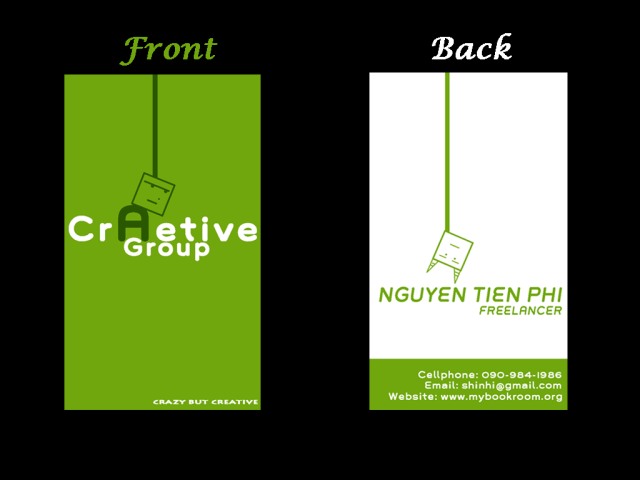 Front
CrAetive
Group
CRAZY BUT CREATIVE
Back
NGUYEN TIEN PHI
FREELANCER
Cellphone: 090-984-1986
Email: shinhi@gmail.com
Website: www.mybookroom.org